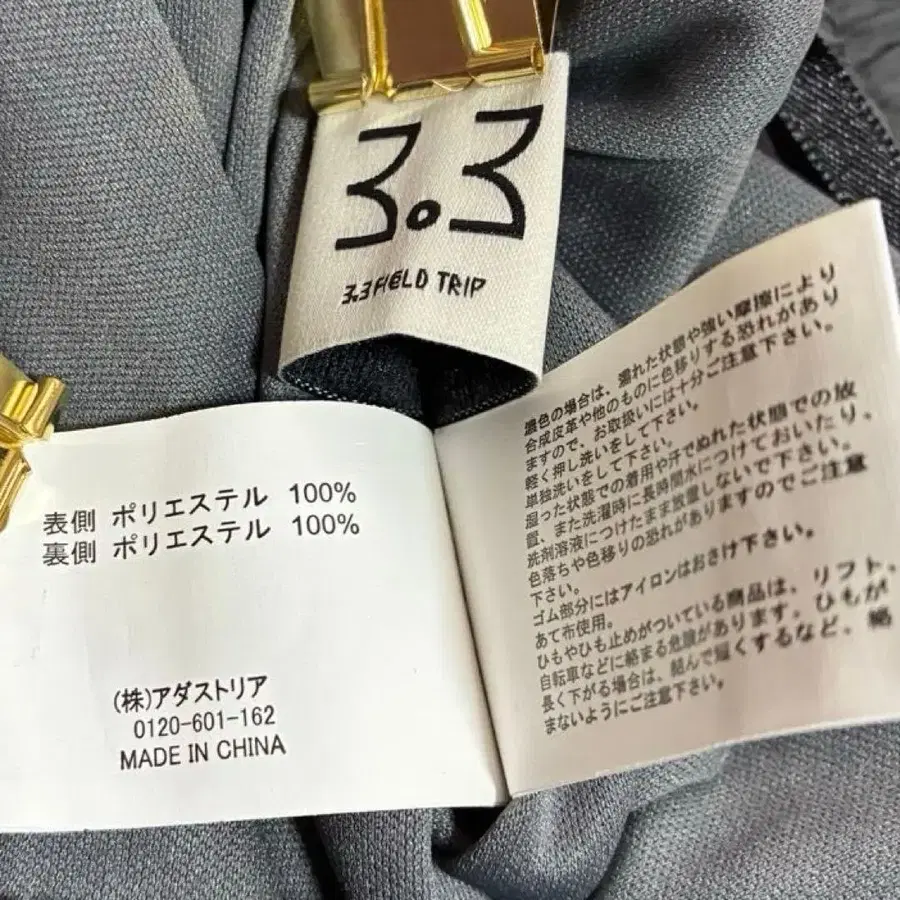 3.3
3.3 FIELD TRIP
表側 ポリエステル 100%
裏側 ポリエステル 100%
(株)アダストリア
0120-601-162
MADE IN CHINA
濃色の場合は、濡れた状態や強い摩擦により
合成皮革や他のものに色移りする恐れがあり
ますので、お取扱いには十分ご注意下さい。
軽く押し洗いをして下さい。
単独洗いをして下さい。
湿った状態での着用や汗でぬれた状態での放
置、また洗濯時に長時間水につけておいたり、
洗剤溶液につけたまま放置しないで下さい。
色落ちや色移りの恐れがありますのでご注意
下さい。
ゴム部分にはアイロンはおさけ下さい。
あて布使用。
ひもやひも止めがついている商品は、リフト、
自転車などに絡まる危険があります。ひもが
長く下がる場合は、結んで短くするなど、絡
まないようにご注意下さい。